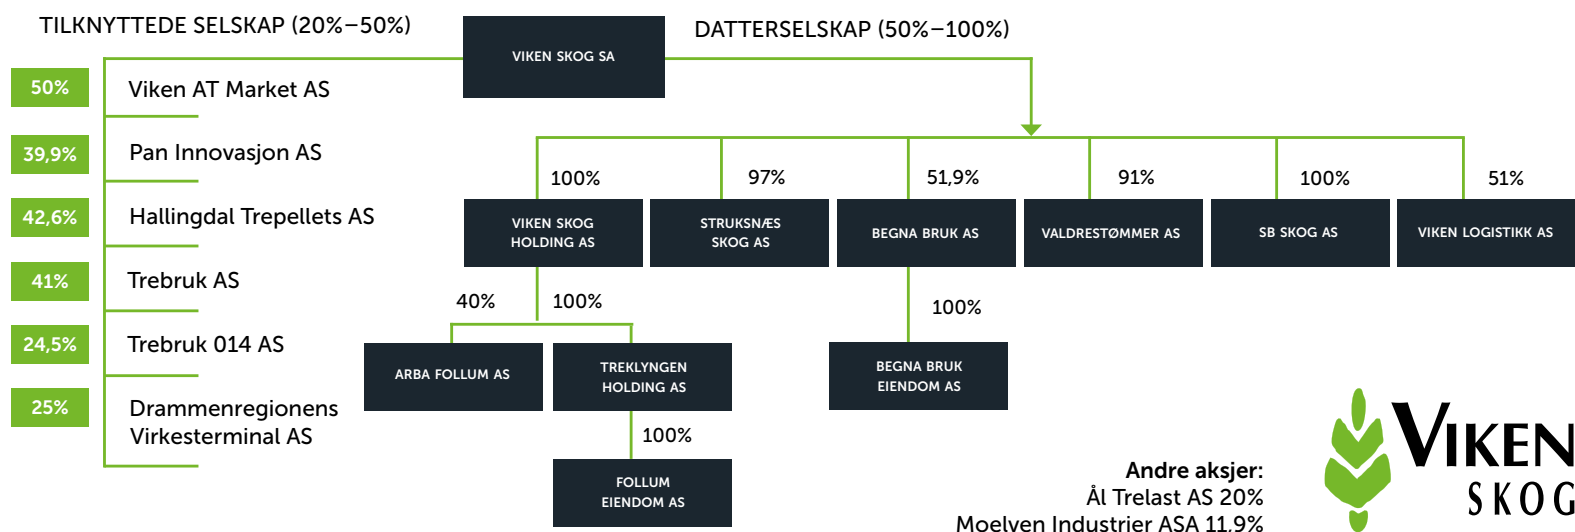 TILKNYTTEDE SELSKAP (20%–50%)
50%
Viken AT Market AS
39,9%
Pan Innovasjon AS
42,6%
Hallingdal Trepellets AS
41%
Trebruk AS
24,5%
Trebruk 014 AS
25%
Drammenregionens
Virkesterminal AS
VIKEN SKOG SA
DATTERSELSKAP (50%–100%)
100%
VIKEN SKOG
HOLDING AS
97%
STRUKSNÆS
SKOG AS
51,9%
BEGNA BRUK AS
91%
VALDRESTØMMER AS
100%
SB SKOG AS
51%
VIKEN LOGISTIKK AS
40%
ARBA FOLLUM AS
100%
TREKLYNGEN
HOLDING AS
100%
FOLLUM
EIENDOM AS
100%
BEGNA BRUK
EIENDOM AS
Andre aksjer:
Ål Trelast AS 20%
Moelven Industrier ASA 11,9%
VIKEN
SKOG